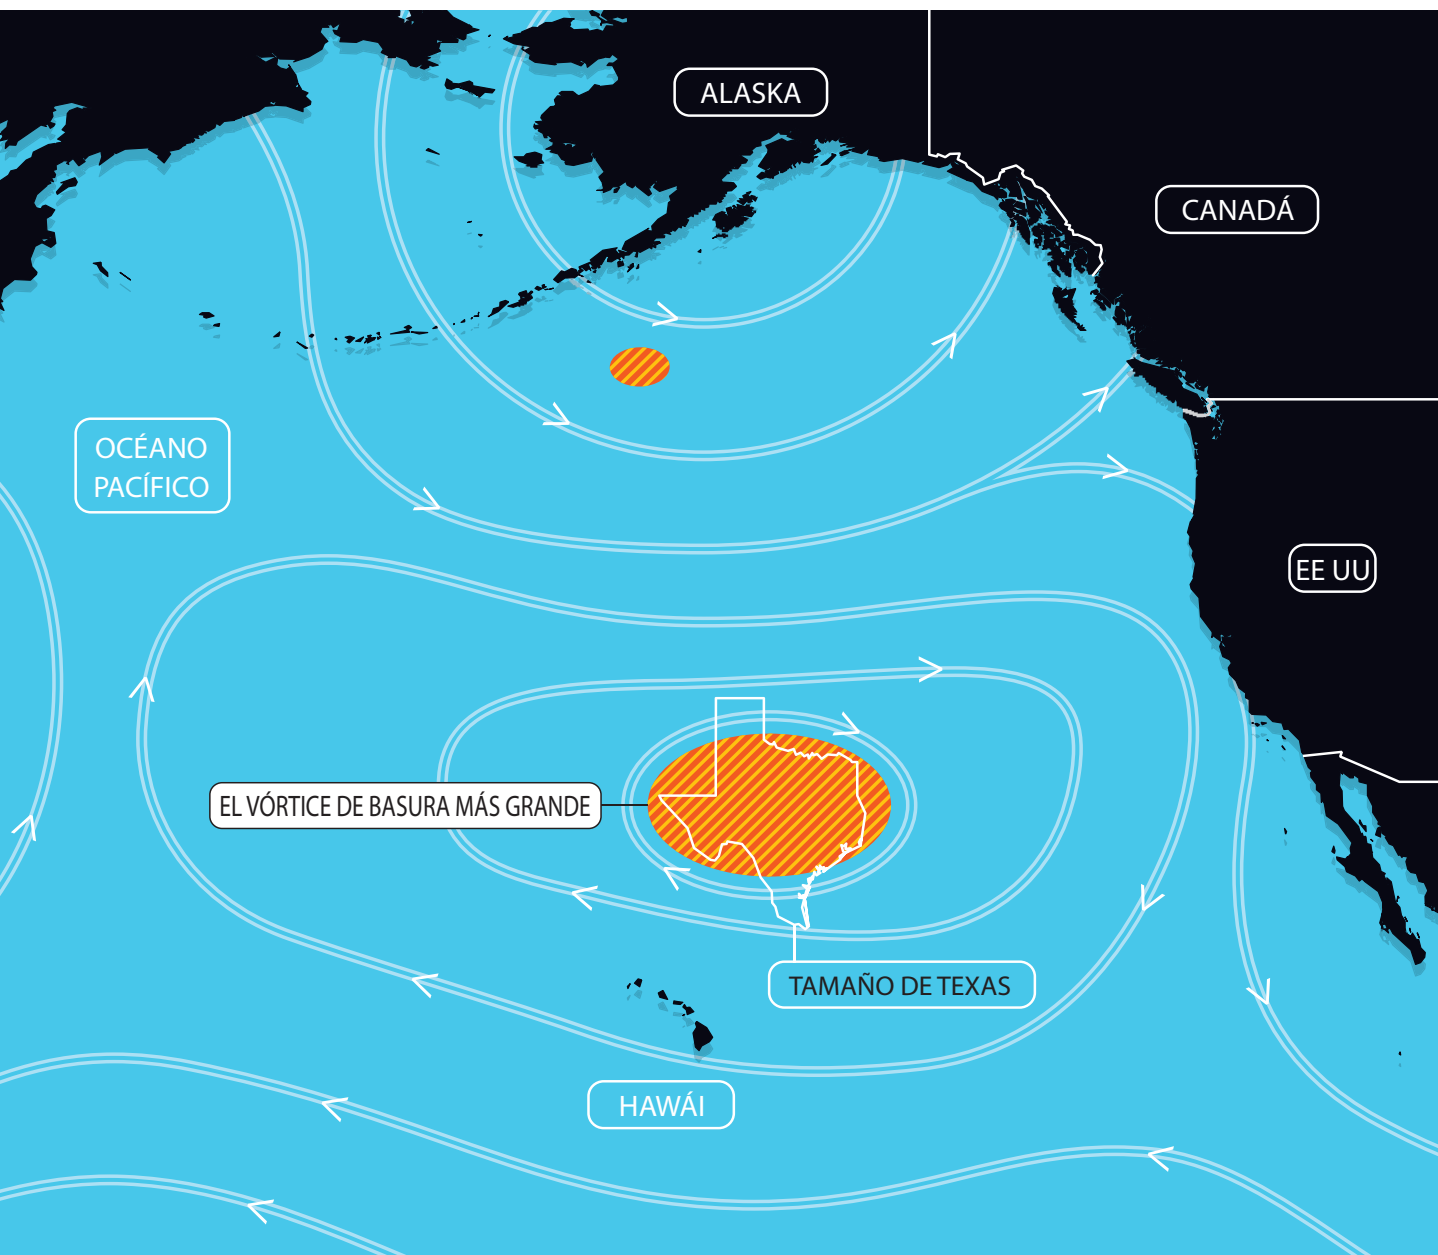 ALASKA
CANADÁ
OCÉANO
PACÍFICO
EE UU
EL VÓRTICE DE BASURA MÁS GRANDE
TAMAÑO DE TEXAS
HAWÁI